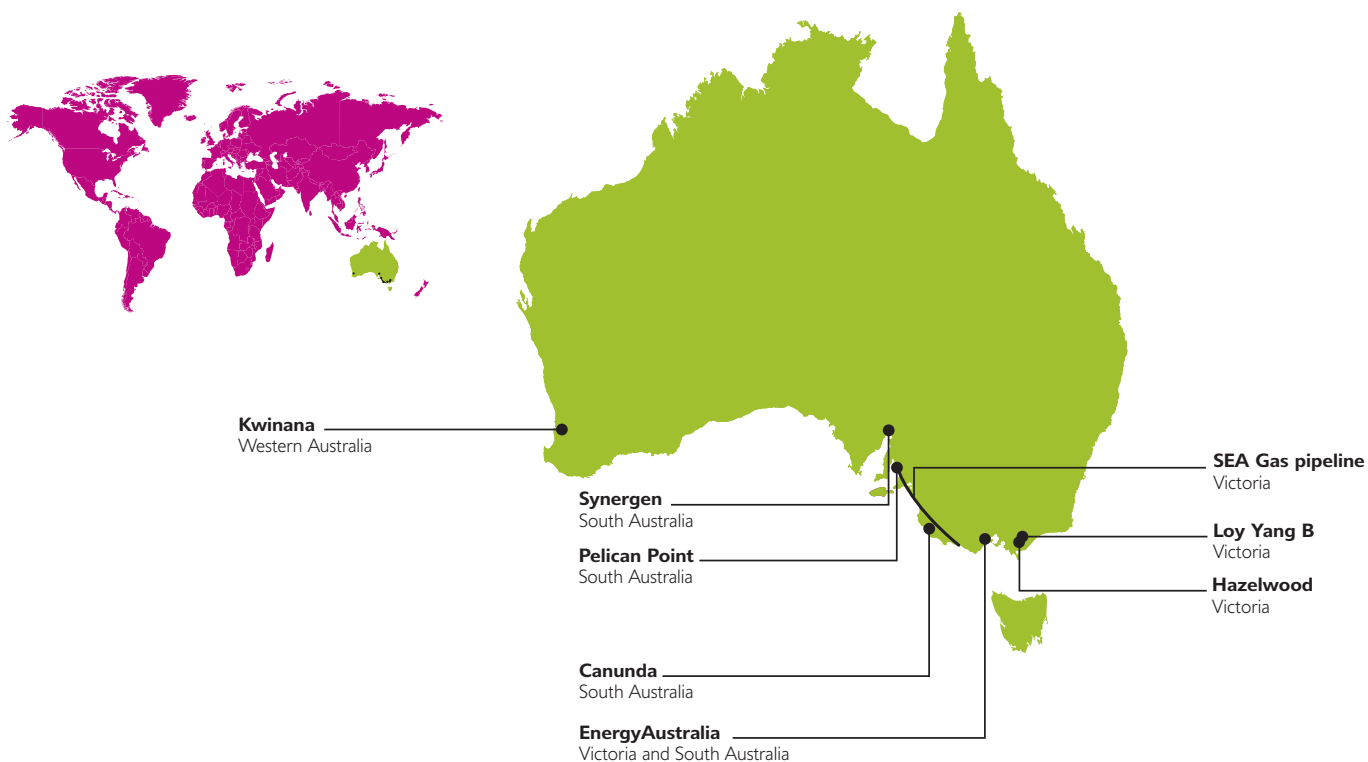 Kwinana
Western Australia
Synergen
South Australia
Pelican Point
South Australia
Canunda
South Australia
EnergyAustralia
Victoria and South Australia
SEA Gas pipeline
Victoria
Loy Yang B
Victoria
Hazelwood
Victoria